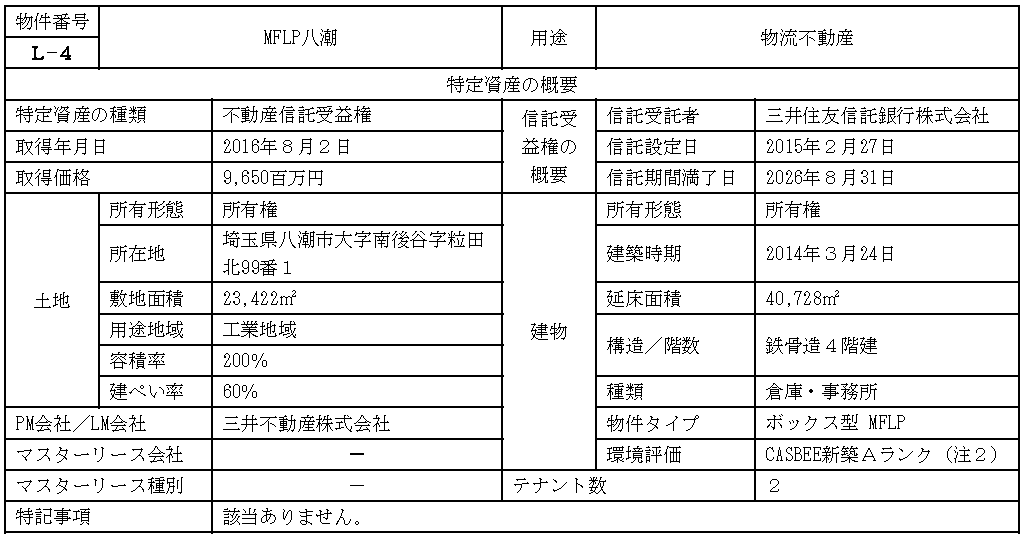 物件番号 MFLP八潮 用途 物流不動産
L-4
特定資産の概要
特定資産の種類 不動産信託受益権 信託受益権の概要 信託受託者 三井住友信託銀行株式会社
取得年月日 2016年8月2日 信託設定日 2015年2月27日
取得価格 9,650百万円 信託期間満了日 2026年8月31日
土地 所有形態 所有権 建物 所有形態 所有権
所在地 埼玉県八潮市大字南後谷字粒田 建築時期 2014年3月24日
北99番1
敷地面積 23,422㎡ 延床面積 40,728㎡
用途地域 工業地域 構造／階数 鉄骨造4階建
容積率 200%
建ぺい率 60% 種類 倉庫・事務所
PM会社／LM会社 三井不動産株式会社 物件タイプ ボックス型 MFLP
マスターリース会社 － 環境評価 CASBEE新築Aランク（注2）
マスターリース種別 － テナント数 2
特記事項 該当ありません。